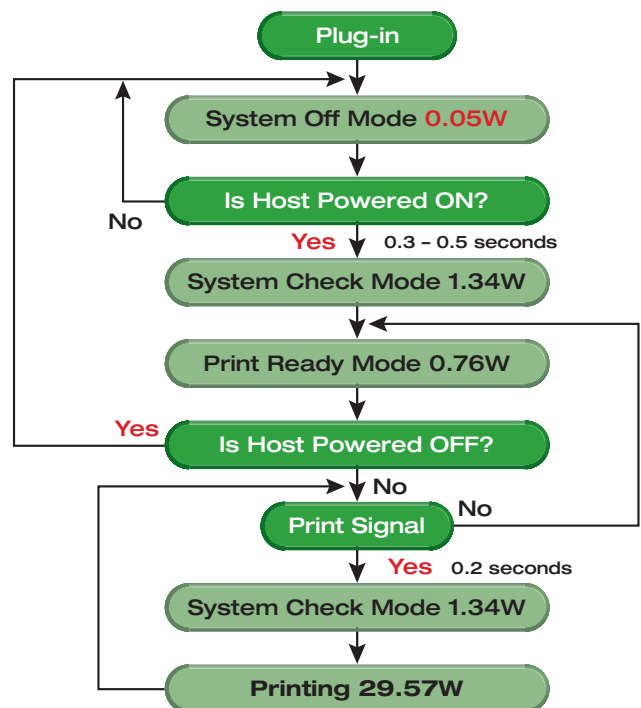 Plug-in
System Off Mode 0.05W
Is Host Powered ON?
No
Yes 0.3 – 0.5 seconds
System Check Mode 1.34W
Print Ready Mode 0.76W
Yes
Is Host Powered OFF?
No
Print Signal
No
Yes 0.2 seconds
System Check Mode 1.34W
Printing 29.57W